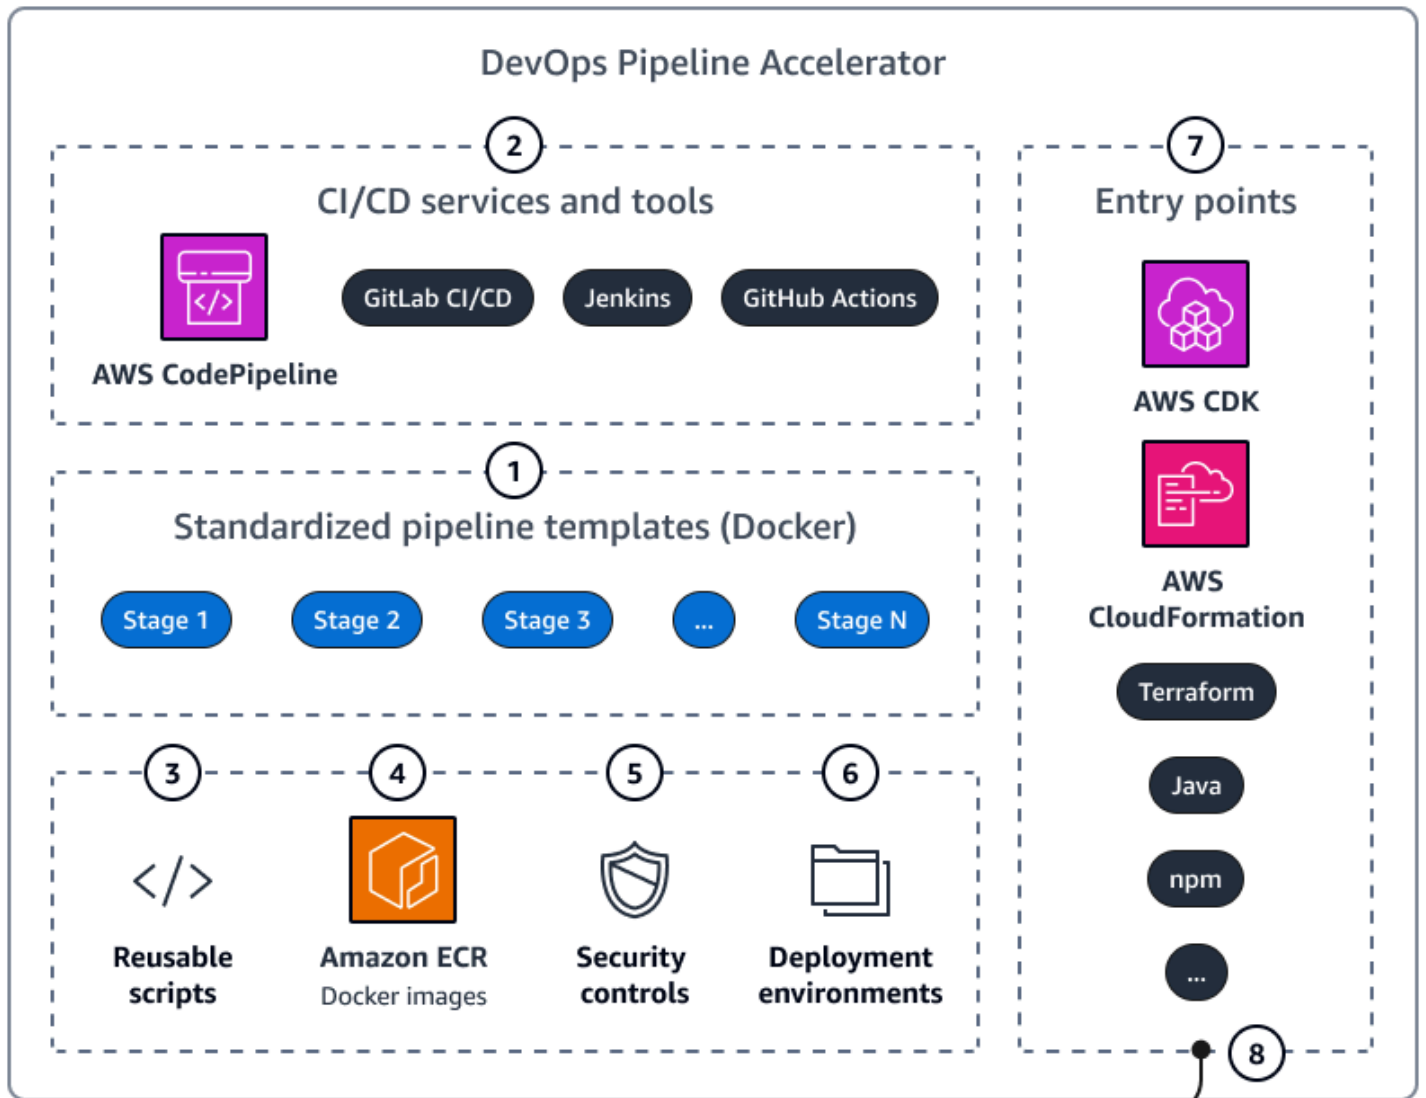 DevOps Pipeline Accelerator
2
CI/CD services and tools
</>
AWS CodePipeline
GitLab CI/CD
Jenkins
GitHub Actions
1
Standardized pipeline templates (Docker)
Stage 1
Stage 2
Stage 3
...
Stage N
3
</>
Reusable
scripts
4
Amazon ECR
Docker images
5
Security
controls
6
Deployment
environments
7
Entry points
AWS CDK
AWS
CloudFormation
Terraform
Java
npm
...
8